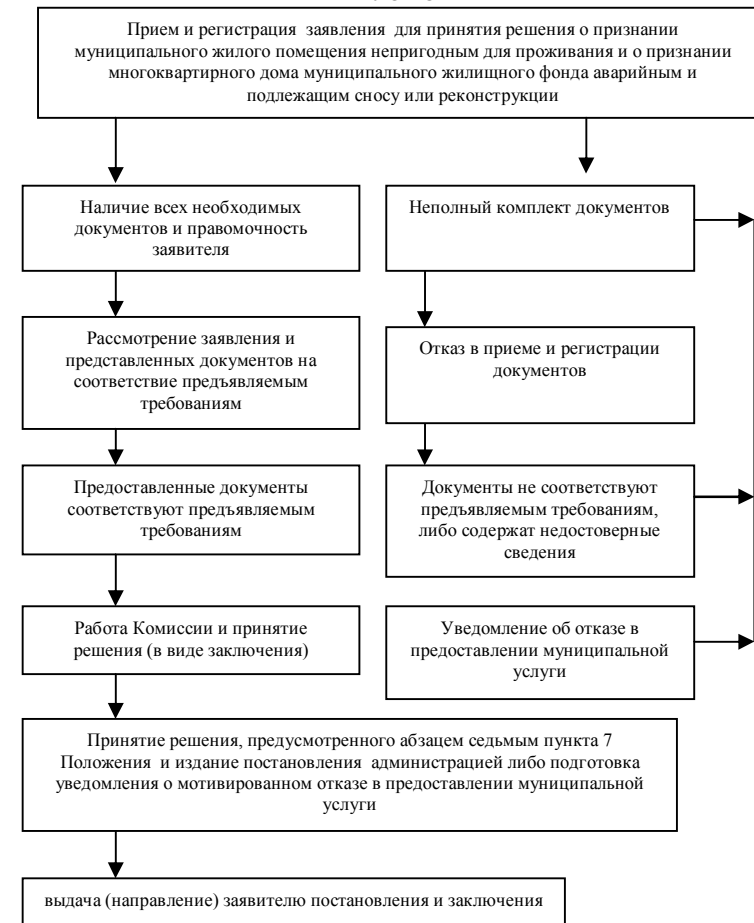 Прием и регистрация заявления для принятия решения о признании
муниципального жилого помещения непригодным для проживания и о признании
многоквартирного дома муниципального жилищного фонда аварийным и
подлежащим сносу или реконструкции
Наличие всех необходимых
документов и правомочность
заявителя
Неполный комплект документов
Рассмотрение заявления и
представленных документов на
соответствие предъявляемым
требованиям
Отказ в приеме и регистрации
документов
Предоставленные документы
соответствуют предъявляемым
требованиям
Документы не соответствуют
предъявляемым требованиям,
либо содержат недостоверные
сведения
Работа Комиссии и принятие
решения (в виде заключения)
Уведомление об отказе в
предоставлении муниципальной
услуги
Принятие решения, предусмотренного абзацем седьмым пункта 7
Положения и издание постановления администрацией либо подготовка
уведомления о мотивированном отказе в предоставлении муниципальной
услуги
выдача (направление) заявителю постановления и заключения